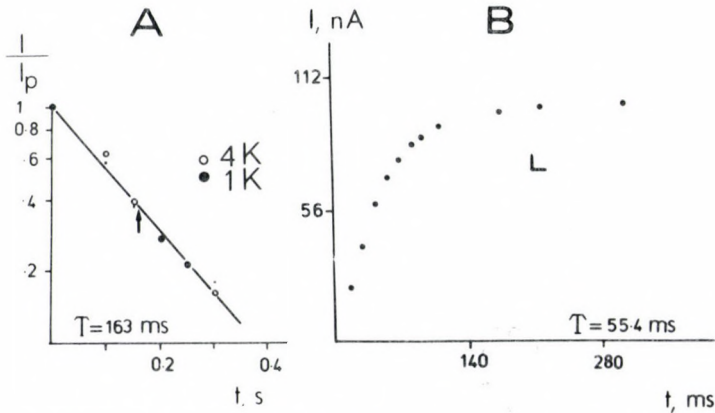 A
I
Ip
1
0·8
·6
·4
·2
4K
1K
T=163 ms
0·2
0·4
t, s
I, nA
B
112
56
L
T=55·4 ms
140
280
t, ms